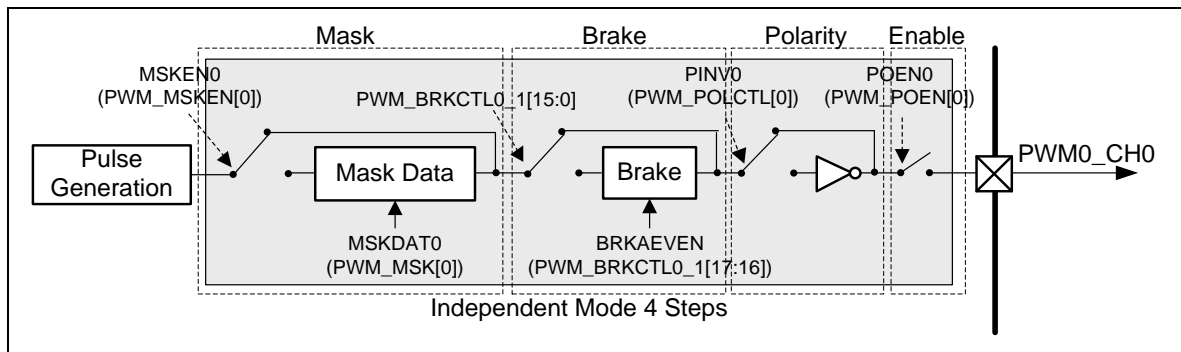 Mask
Brake
Polarity
Enable
MSKEN0
(PWM_MSKEN[0])
PWM_BRKCTL0_1[15:0]
PINV0
(PWM_POLCTL[0])
POEN0
(PWM_POEN[0])
Pulse
Generation
Mask Data
Brake
PWM0_CH0
MSKDAT0
(PWM_MSK[0])
BRKAEVEN
(PWM_BRKCTL0_1[17:16])
Independent Mode 4 Steps